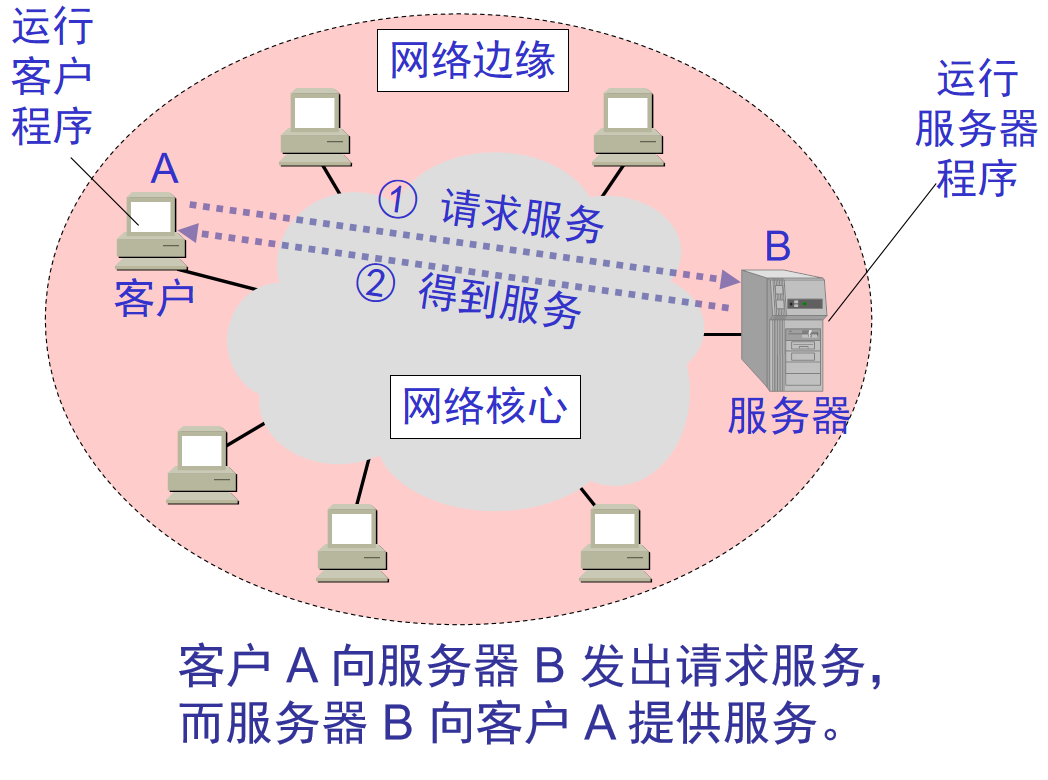 运行
客户
程序
网络边缘
运行
服务器
程序
A
① 请求服务
B
② 得到服务
客户
网络核心
服务器
客户 A 向服务器 B 发出请求服务，
而服务器 B 向客户 A 提供服务。